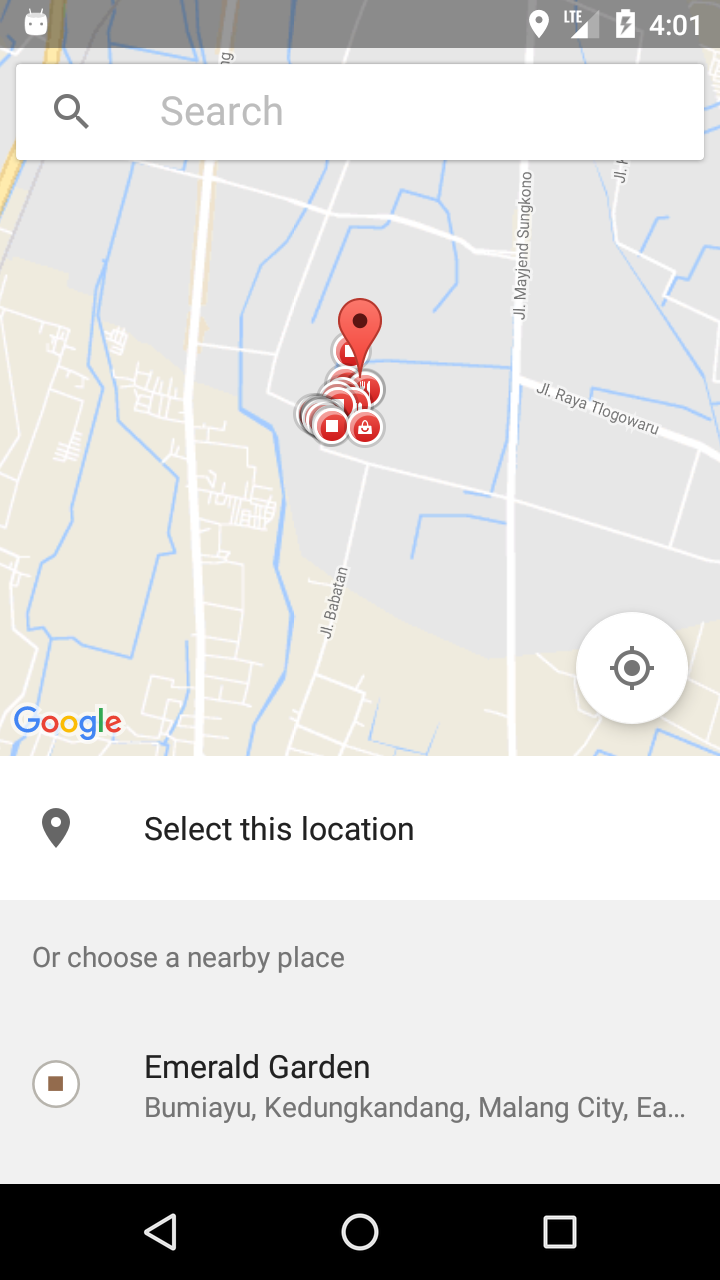 LTE 4:01
Search
Jl. Mayjend Sungkono
Jl. Raya Tlogowaru
Jl. Babatan
Google
Select this location
Or choose a nearby place
Emerald Garden
Bumiayu, Kedungkandang, Malang City, Ea...